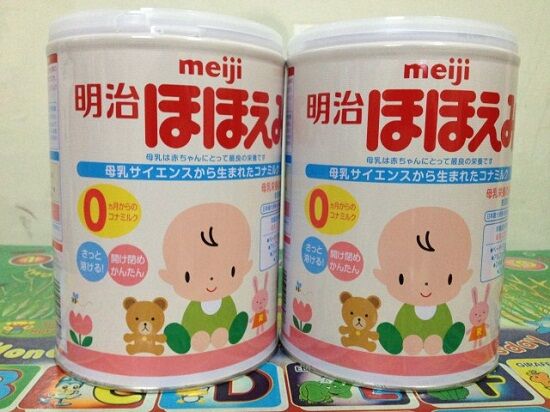 meiji
明治ほほえみ
母乳は赤ちゃんにとって最良の栄養です
母乳サイエンスから生まれたコナミルク
0ヵ月からの
コナミルク
さっと
溶ける!
開け閉め
かんたん
meiji
明治ほほえみ
母乳は赤ちゃんにとって最良の栄養です
母乳サイエンスから生まれたコナミルク
0ヵ月からの
コナミルク
さっと
溶ける!
開け閉め
かんたん
B C D E F
GIRAFFE